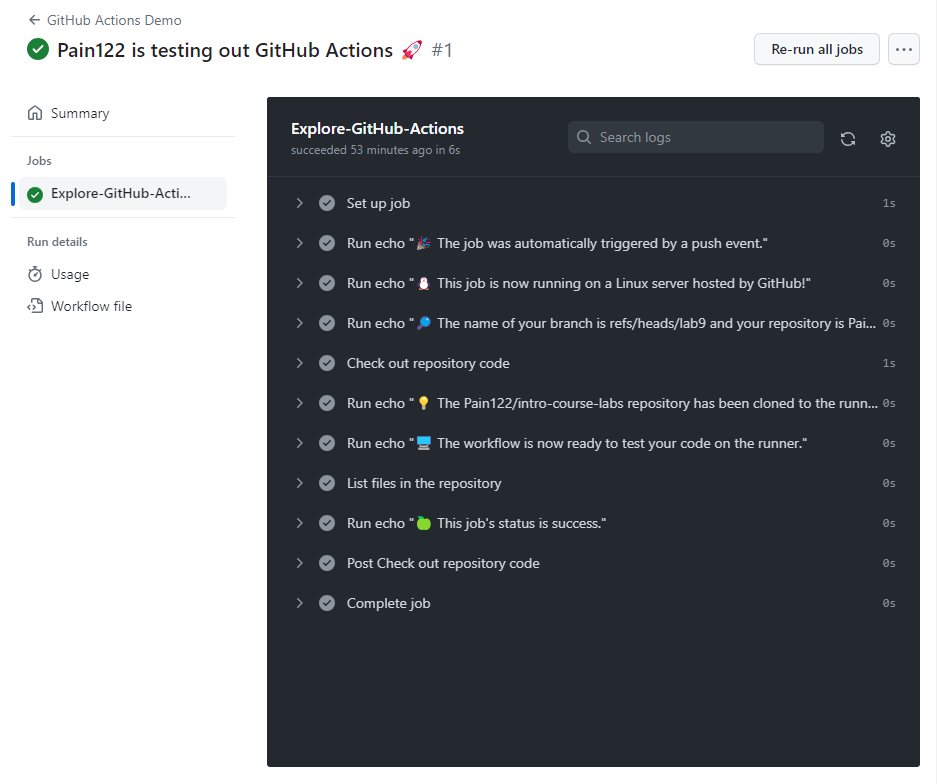 GitHub Actions Demo
Pain122 is testing out GitHub Actions 🚀 #1
Re-run all jobs
Summary
Jobs
Explore-GitHub-Acti...
Run details
Usage
Workflow file
Explore-GitHub-Actions
succeeded 53 minutes ago in 6s
Search logs
Set up job 1s
Run echo "🎉 The job was automatically triggered by a push event." 0s
Run echo "🐧 This job is now running on a Linux server hosted by GitHub!" 0s
Run echo "🔎 The name of your branch is refs/heads/lab9 and your repository is Pai... 0s
Check out repository code 1s
Run echo "💡 The Pain122/intro-course-labs repository has been cloned to the runn... 0s
Run echo "🖥️ The workflow is now ready to test your code on the runner." 0s
List files in the repository 0s
Run echo "🍏 This job's status is success." 0s
Post Check out repository code 0s
Complete job 0s